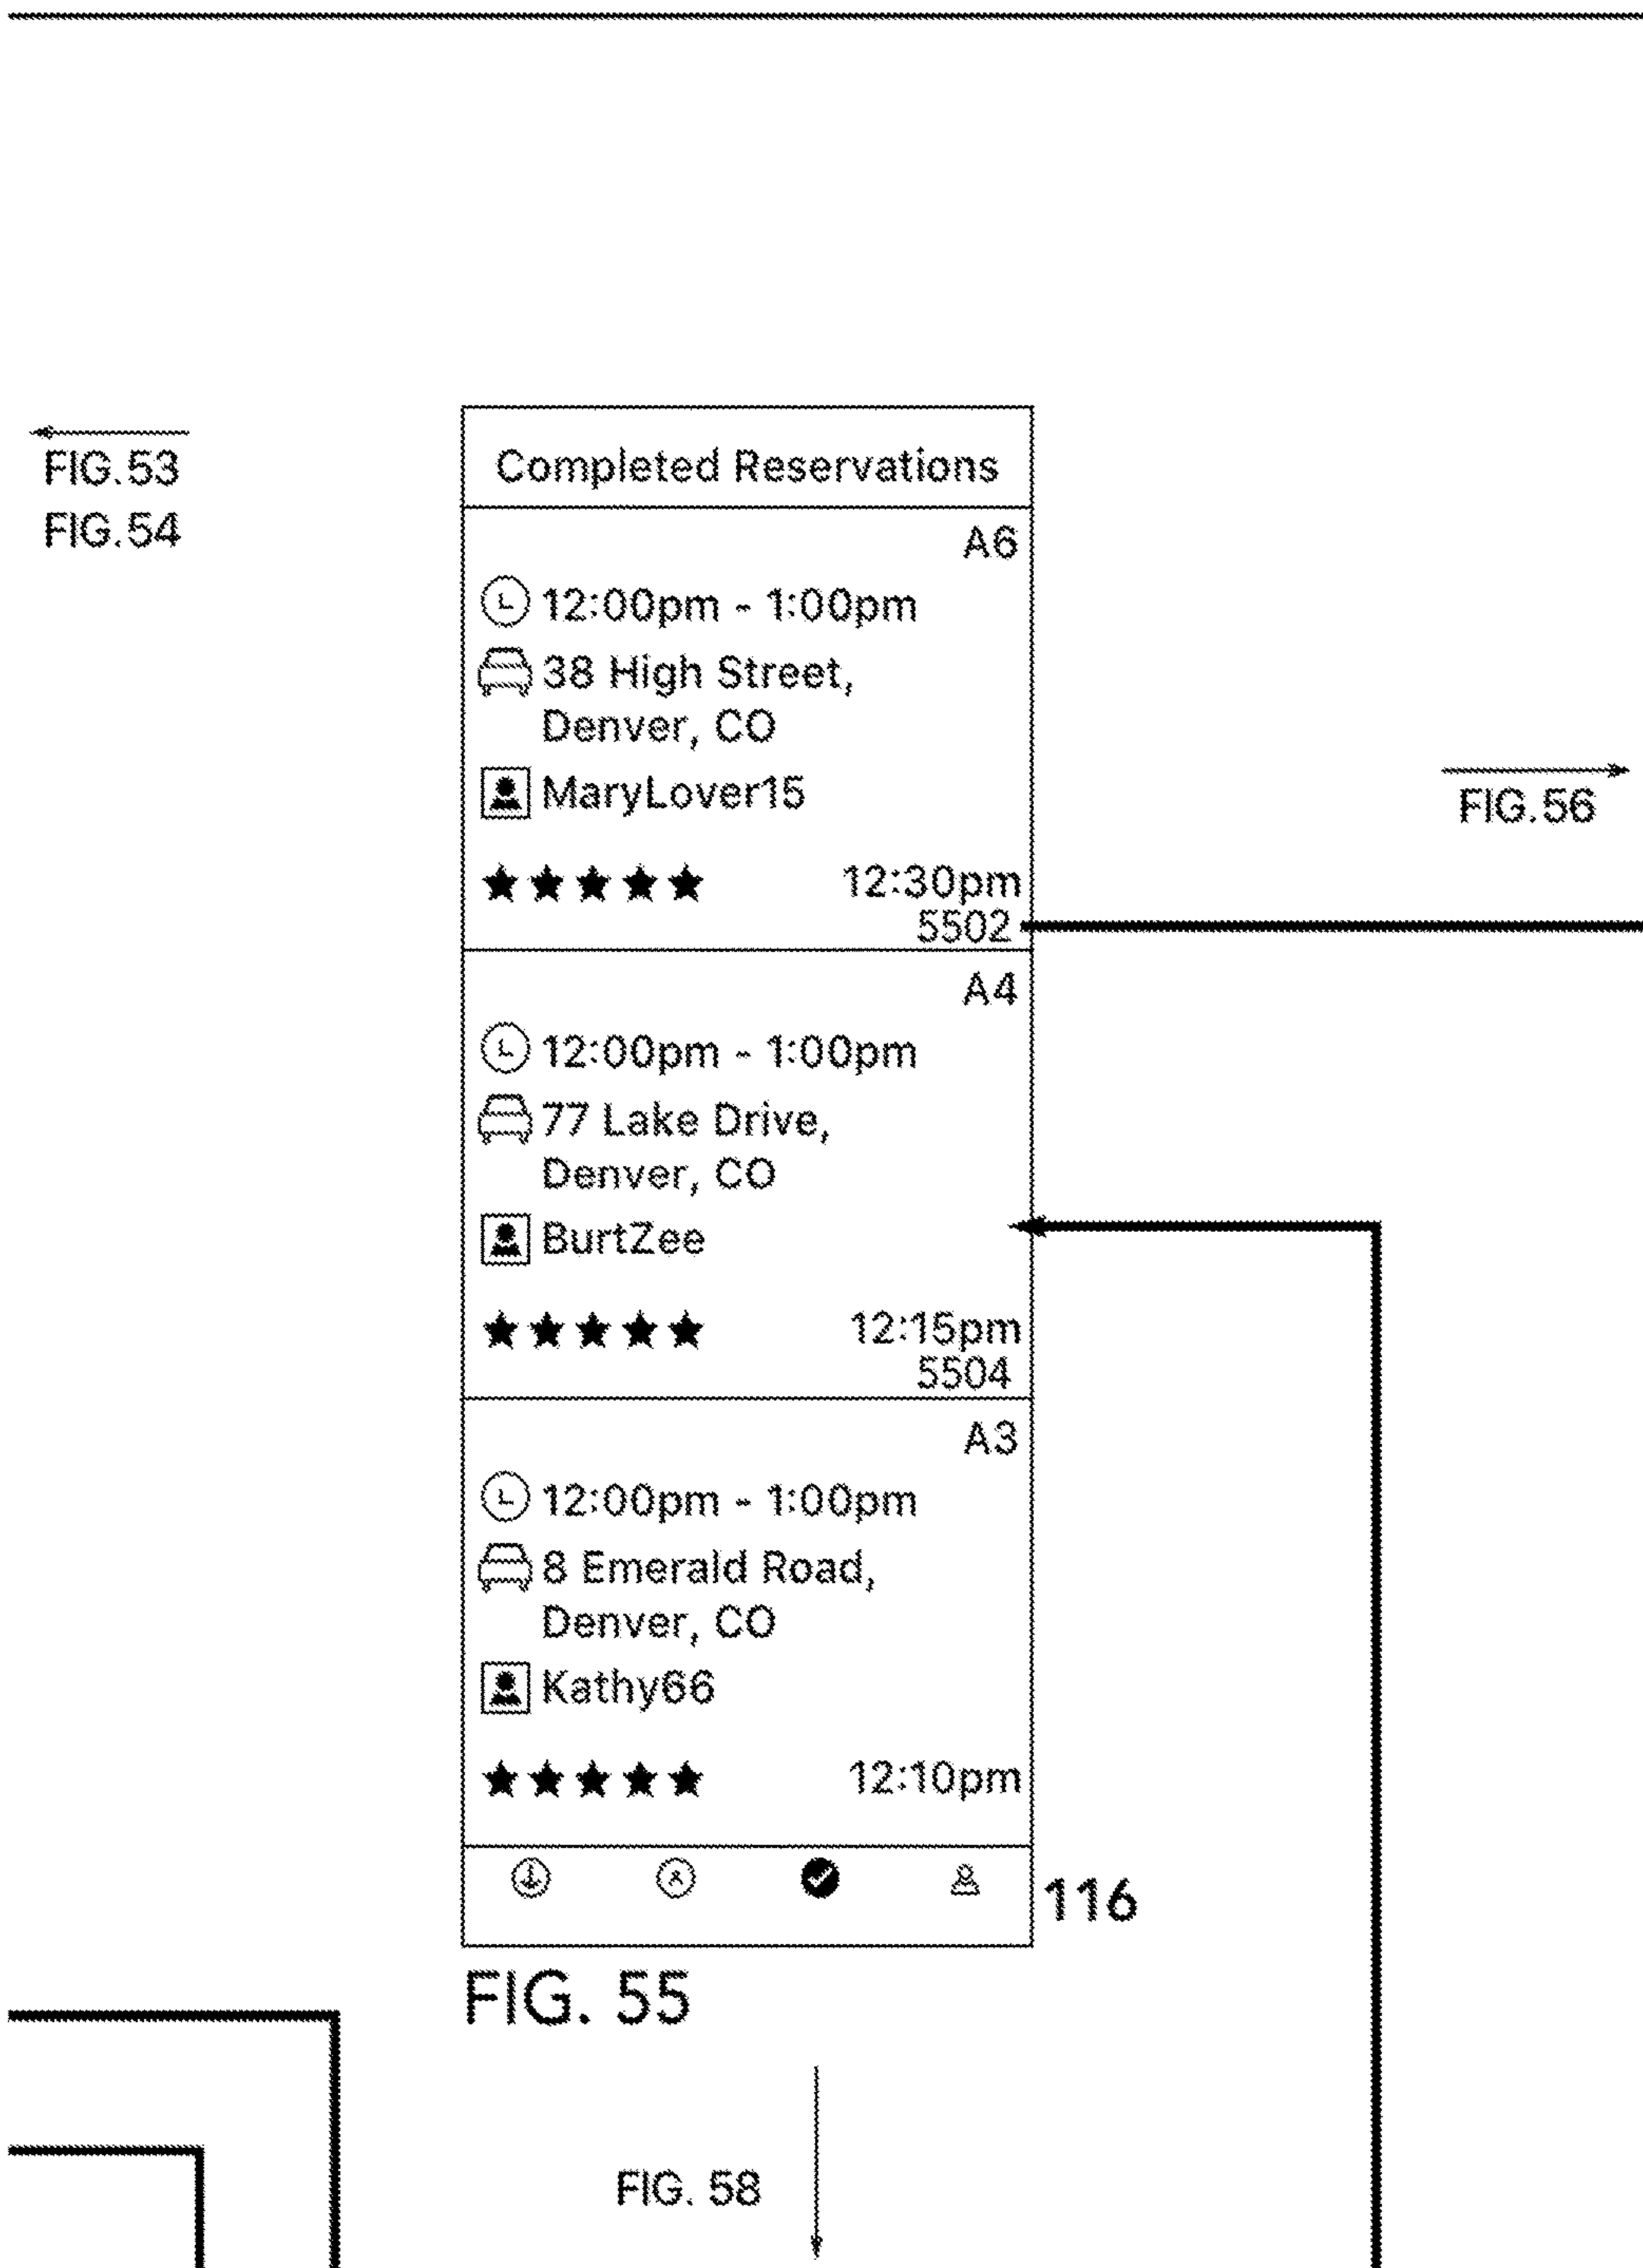 FIG.53
FIG.54
Completed Reservations
A6
12:00pm - 1:00pm
38 High Street,
Denver, CO
MaryLover15
12:30pm
5502
FIG.56
A4
12:00pm - 1:00pm
77 Lake Drive,
Denver, CO
BurtZee
12:15pm
5504
A3
12:00pm - 1:00pm
8 Emerald Road,
Denver, CO
Kathy66
12:10pm
116
FIG. 55
FIG. 58